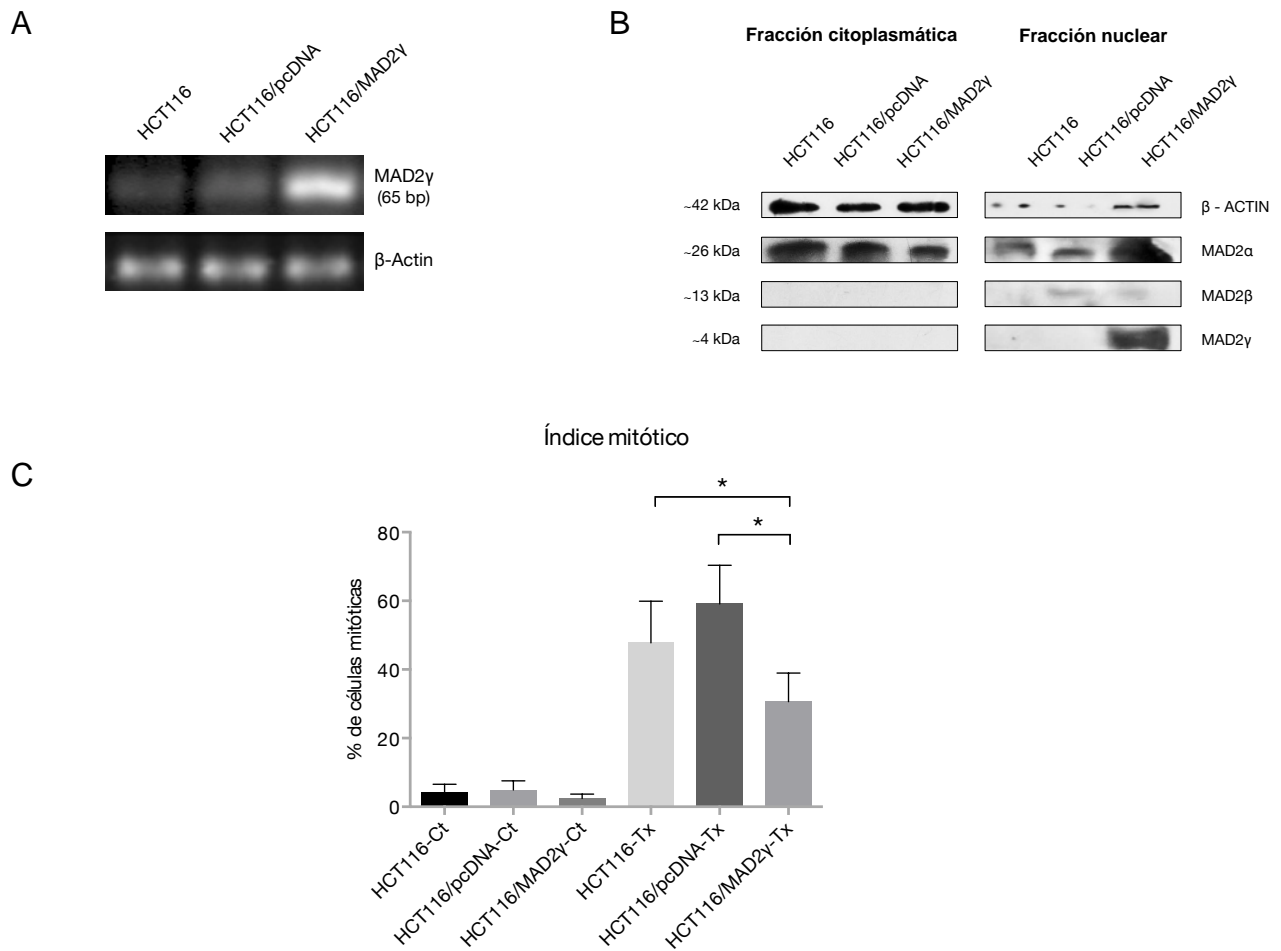 A
HCT116
HCT116/pcDNA
HCT116/MAD2γ
MAD2γ
(65 bp)
β-Actin
B
Fracción citoplasmática
Fracción nuclear
HCT116
HCT116/pcDNA
HCT116/MAD2γ
HCT116
HCT116/pcDNA
HCT116/MAD2γ
~42 kDa
β - ACTIN
~26 kDa
MAD2α
~13 kDa
MAD2β
~4 kDa
MAD2γ
C
Índice mitótico
*
*
% de células mitóticas
80
60
40
20
0
HCT116-Ct
HCT116/pcDNA-Ct
HCT116/MAD2γ-Ct
HCT116-Tx
HCT116/pcDNA-Tx
HCT116/MAD2γ-Tx